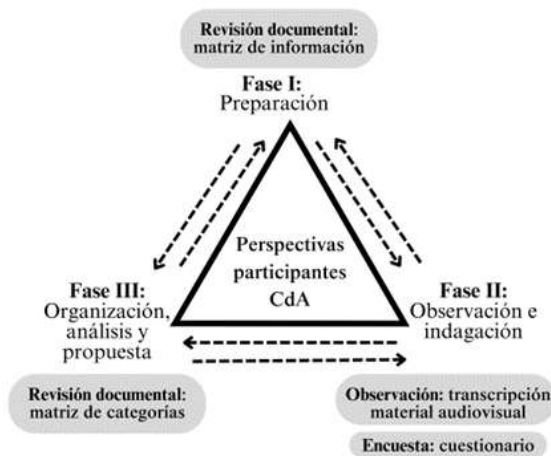 Revisión documental:
matriz de información
Fase I:
Preparación
Perspectivas
participantes
CdA
Fase III:
Organización,
análisis y
propuesta
Fase II:
Observación e
indagación
Revisión documental:
matriz de categorías
Observación: transcripción
material audiovisual
Encuesta: cuestionario